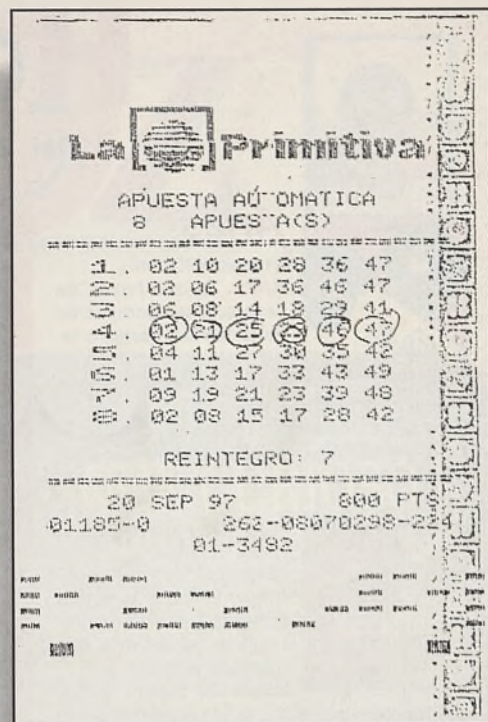 La Primitiva
APUESTA AUTOMATICA
8 APUESTA(S)
1. 02 10 20 28 36 47
2. 02 06 17 36 46 47
3. 06 08 14 18 29 41
4. 02 21 25 40 47
5. 04 11 27 30 35 42
6. 01 13 17 33 43 49
7. 09 19 21 23 39 48
8. 02 08 15 17 28 42
REINTEGRO: 7
20 SEP 97 800 PTS
01185-0 262-08070298-224
01-3492